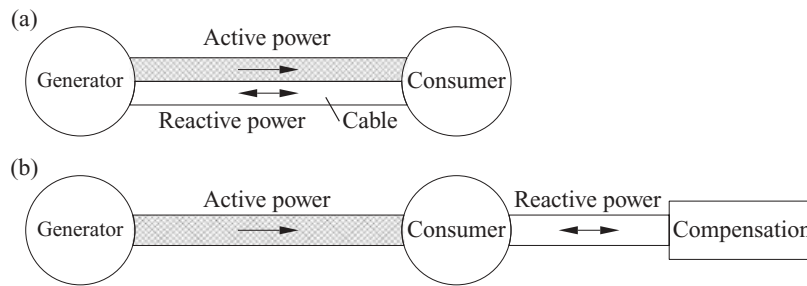 (a)
Active power
Generator
Consumer
Reactive power
Cable
(b)
Active power
Reactive power
Generator
Consumer
Compensation